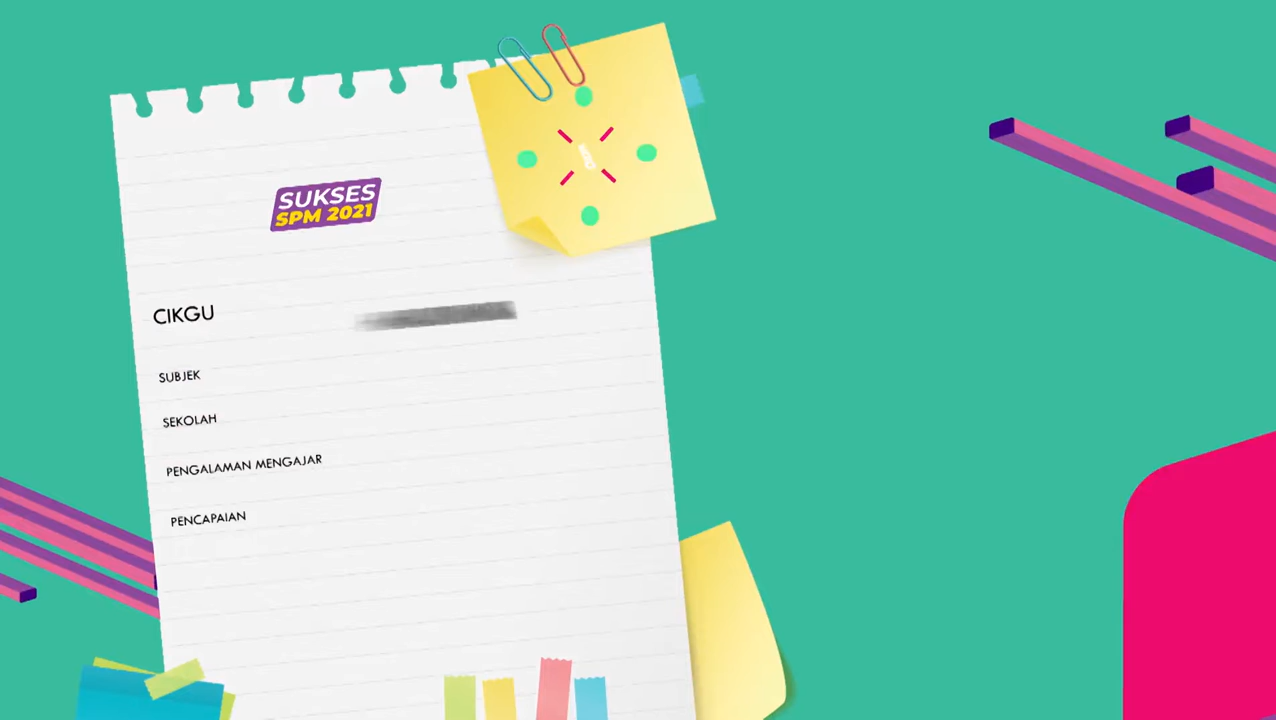 SUKSES
SPM 2021
CIKGU
SUBJEK
SEKOLAH
PENGALAMAN MENGAJAR
PENCAPAIAN